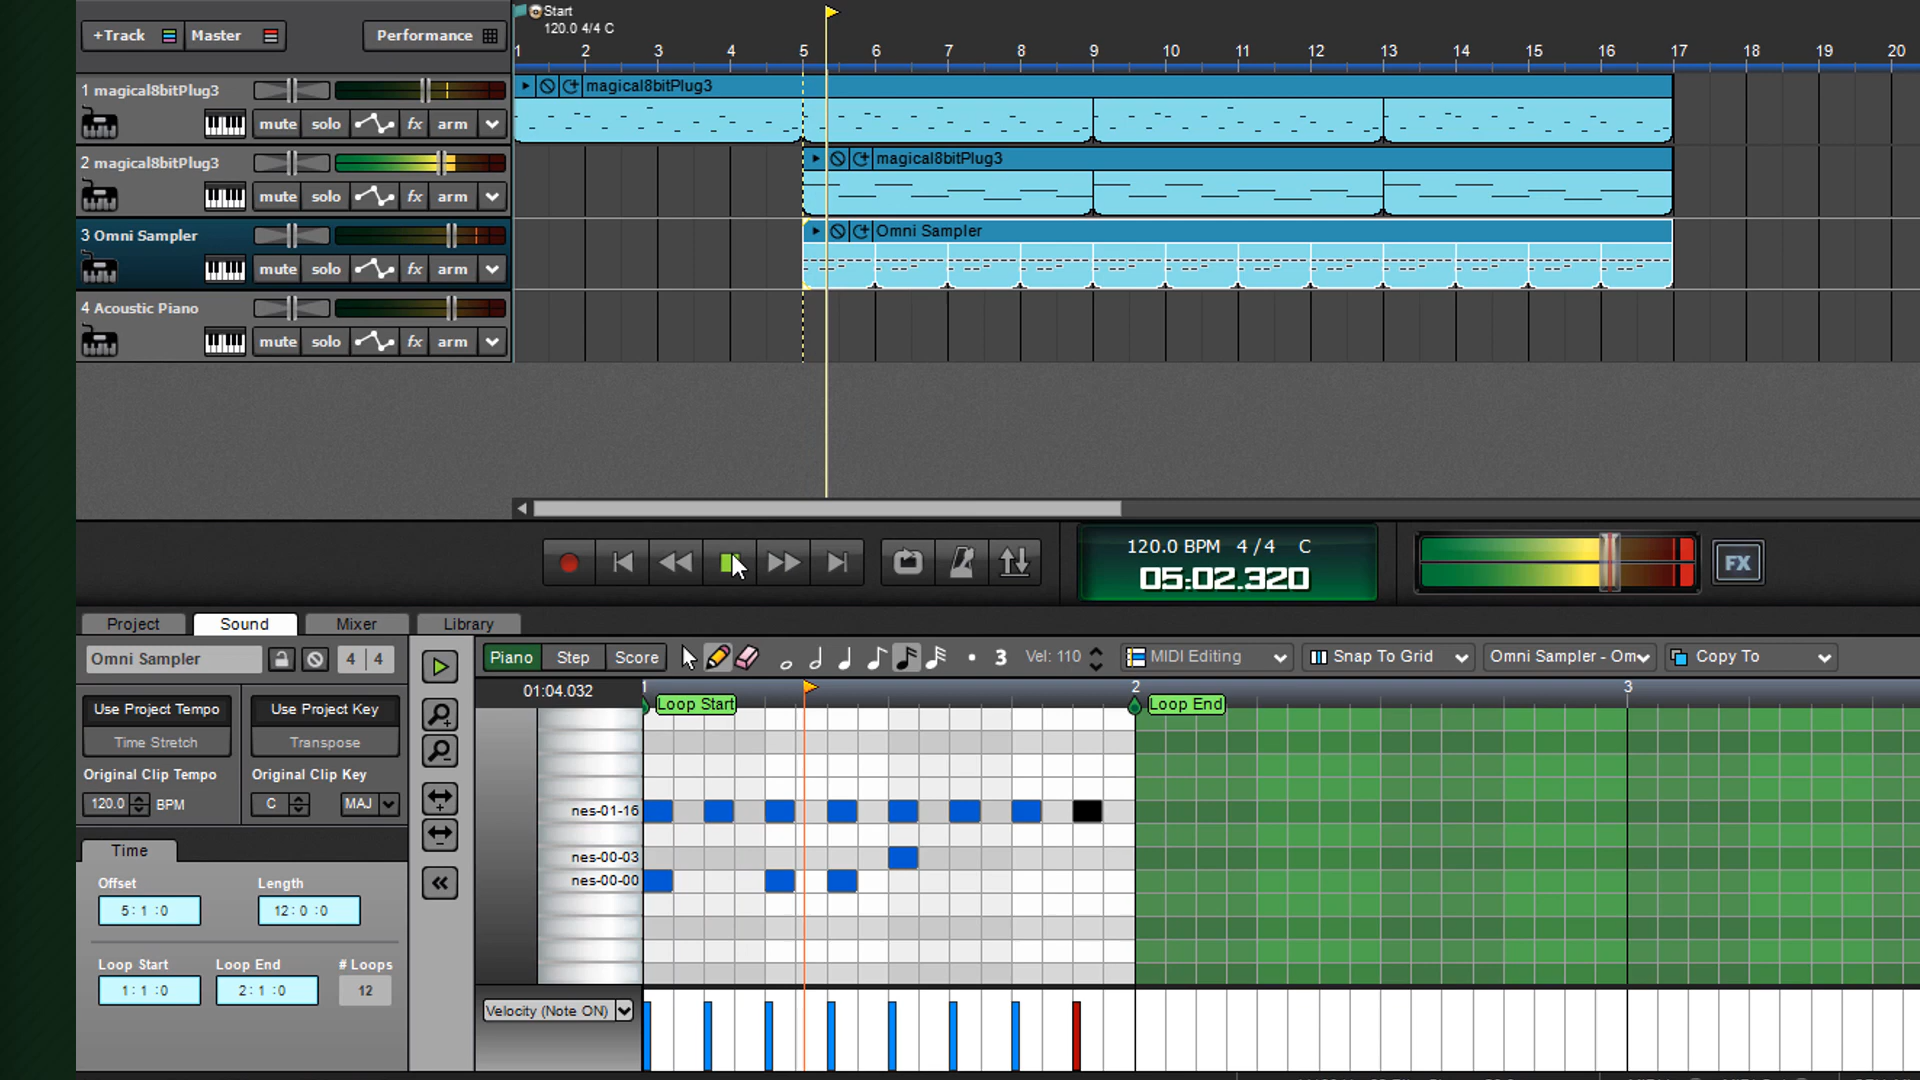 Start
120.0 4/4 C
+Track Master Performance
1 2 3 4 5 6 7 8 9 10 11 12 13 14 15 16 17 18 19 20
1 magical8bitPlug3
mute solo fx arm
magical8bitPlug3
2 magical8bitPlug3
mute solo fx arm
magical8bitPlug3
3 Omni Sampler
mute solo fx arm
Omni Sampler
4 Acoustic Piano
mute solo fx arm
120.0 BPM 4/4 C
05:02.320
FX
Project Sound Mixer Library
Omni Sampler 4 4
Piano Step Score 3 Vel: 110 MIDI Editing Snap To Grid Omni Sampler - Om Copy To
01:04.032 1 2 3
Loop Start Loop End
Use Project Tempo Use Project Key
Time Stretch Transpose
Original Clip Tempo Original Clip Key
120.0 BPM C MAJ
nes-01-16
nes-00-03
nes-00-00
Time
Offset Length
5: 1 :0 12: 0 :0
Loop Start Loop End # Loops
1: 1 :0 2: 1 :0 12
Velocity (Note ON)